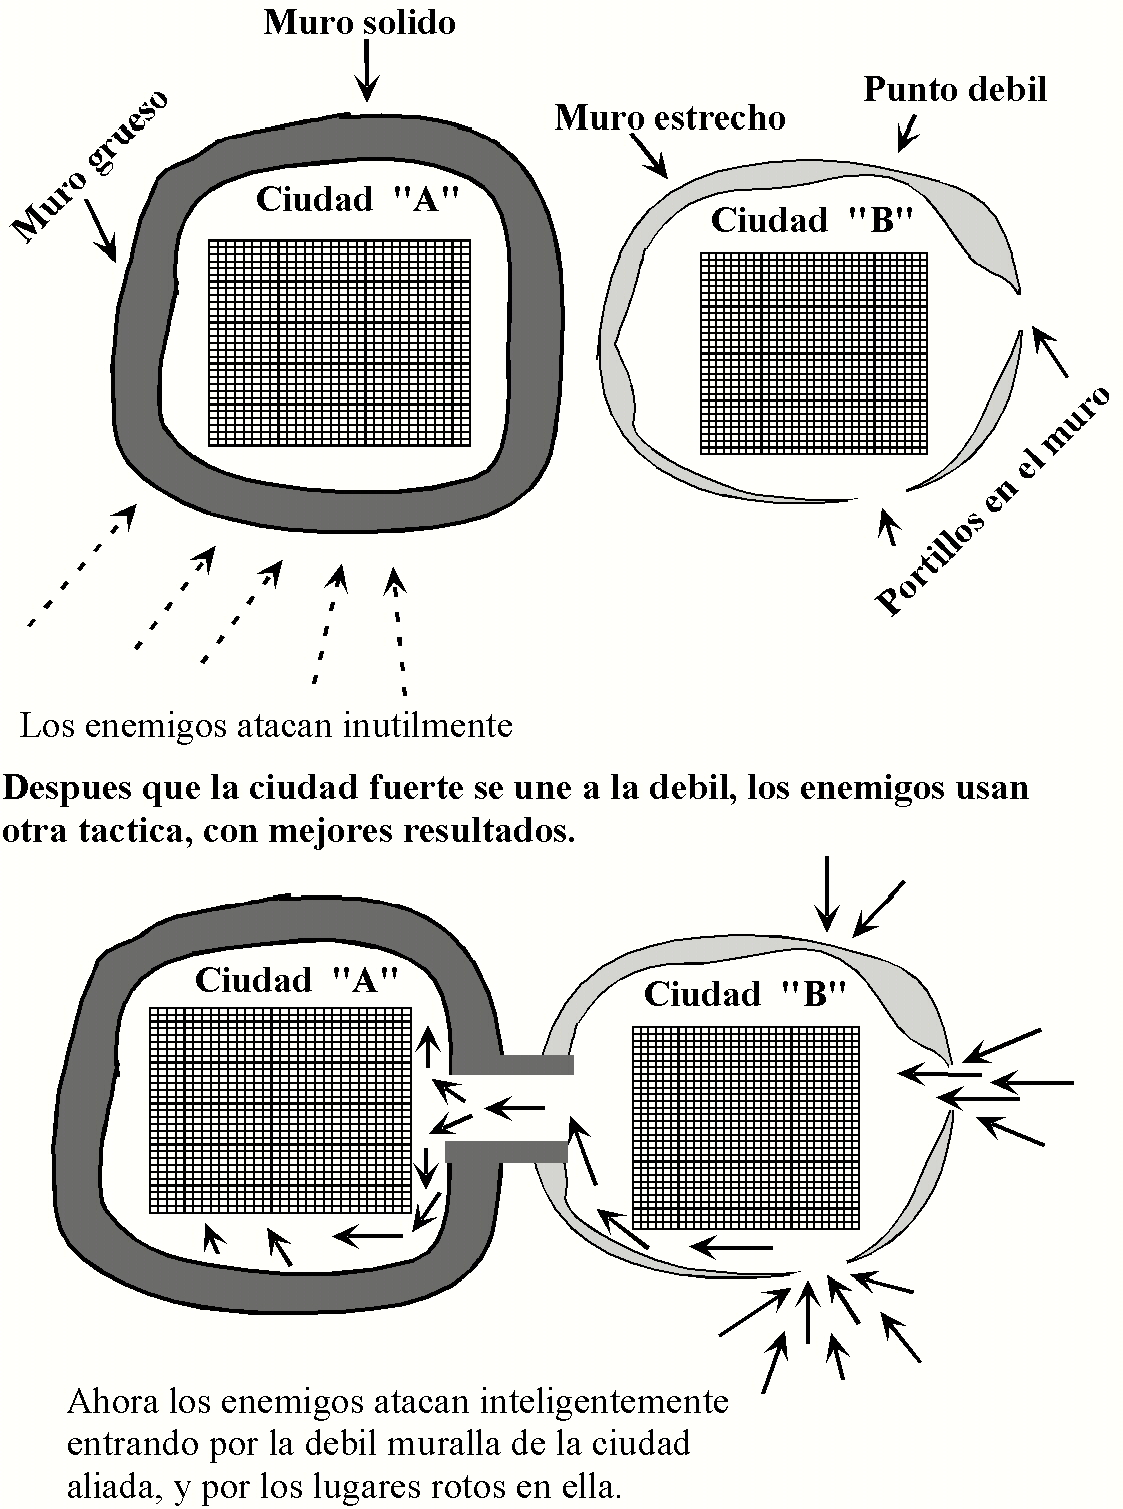 Muro solido
Muro grueso
Ciudad "A"
Muro estrecho
Punto debil
Ciudad "B"
Portillos en el muro
Los enemigos atacan inutilmente
Despues que la ciudad fuerte se une a la debil, los enemigos usan
otra tactica, con mejores resultados.
Ciudad "A"
Ciudad "B"
Ahora los enemigos atacan inteligentemente
entrando por la debil muralla de la ciudad
aliada, y por los lugares rotos en ella.